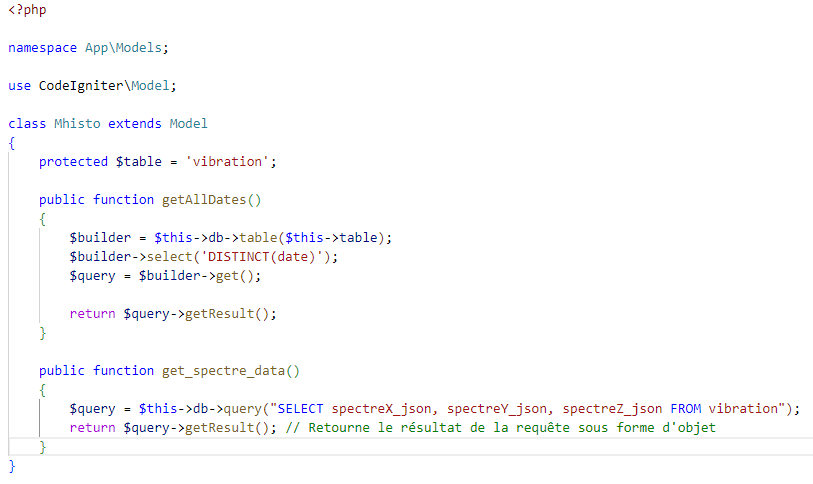 <?php
namespace App\Models;
use CodeIgniter\Model;
class Mhisto extends Model
{
protected $table = 'vibration';
public function getAllDates()
{
$builder = $this->db->table($this->table);
$builder->select('DISTINCT(date)');
$query = $builder->get();
return $query->getResult();
}
public function get_spectre_data()
{
$query = $this->db->query("SELECT spectreX_json, spectreY_json, spectreZ_json FROM vibration");
return $query->getResult(); // Retourne le résultat de la requête sous forme d'objet
}
}